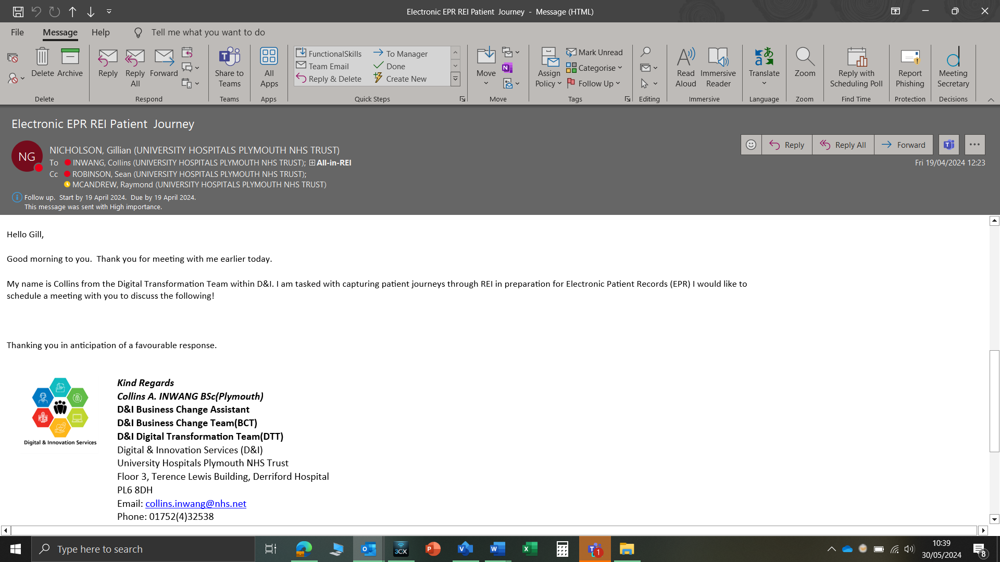 Electronic EPR REI Patient  Journey  -  Message (HTML)
File Message Help Tell me what you want to do
Delete Archive
Delete
Reply Reply All Forward
Respond
Share to Teams
Teams
All Apps
Apps
FunctionalSkills To Manager
Team Email Done
Reply & Delete Create New
Quick Steps
Move
Move
Assign Policy
Mark Unread
Categorise
Follow Up
Tags
Editing
Read Aloud Immersive Reader
Immersive
Translate
Language
Zoom
Zoom
Reply with Scheduling Poll
Find Time
Report Phishing
Protection
Meeting Secretary
Decisions
Electronic EPR REI Patient  Journey
NG
NICHOLSON, Gillian (UNIVERSITY HOSPITALS PLYMOUTH NHS TRUST)
To INWANG, Collins (UNIVERSITY HOSPITALS PLYMOUTH NHS TRUST); All-in-REI
Cc ROBINSON, Sean (UNIVERSITY HOSPITALS PLYMOUTH NHS TRUST);
MCANDREW, Raymond (UNIVERSITY HOSPITALS PLYMOUTH NHS TRUST)
Reply Reply All Forward
Fri 19/04/2024 12:23
Follow up.  Start by 19 April 2024.  Due by 19 April 2024.
This message was sent with High importance.
Hello Gill,
Good morning to you.  Thank you for meeting with me earlier today.
My name is Collins from the Digital Transformation Team within D&I. I am tasked with capturing patient journeys through REI in preparation for Electronic Patient Records (EPR) I would like to
schedule a meeting with you to discuss the following!
Thanking you in anticipation of a favourable response.
Digital & Innovation Services
Kind Regards
Collins A. INWANG BSc(Plymouth)
D&I Business Change Assistant
D&I Business Change Team(BCT)
D&I Digital Transformation Team(DTT)
Digital & Innovation Services (D&I)
University Hospitals Plymouth NHS Trust
Floor 3, Terence Lewis Building, Derriford Hospital
PL6 8DH
Email: collins.inwang@nhs.net
Phone: 01752(4)32538
Type here to search
3CX
1
10:39
30/05/2024
8